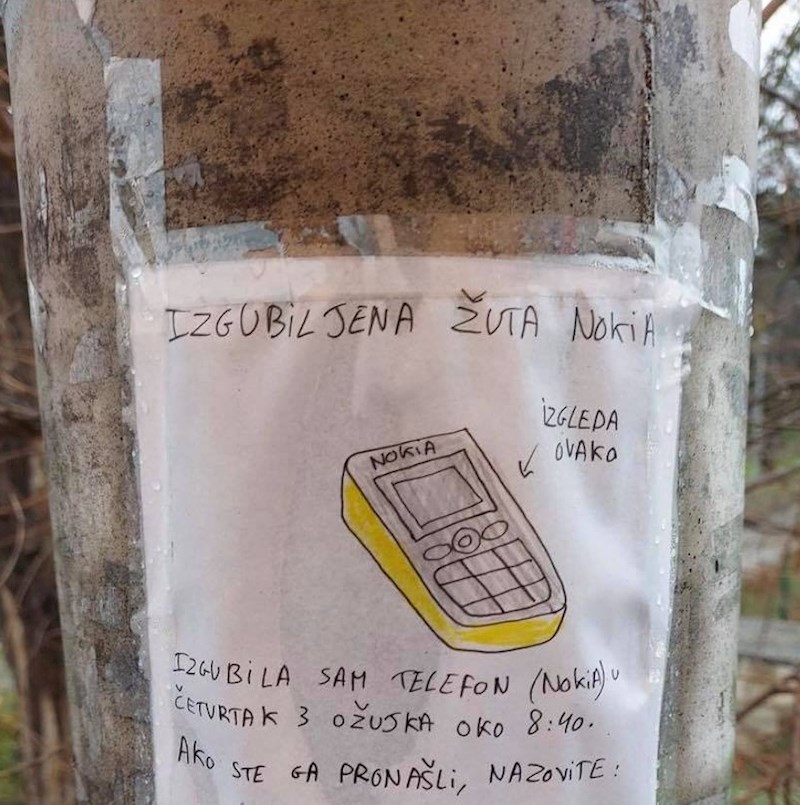 IZGUBILJENA ŽUTA NOKIA
IZGLEDA
OVAKO
NOKIA
IZGUBILA SAM TELEFON (NOKIA) U
ČETVRTAK 3 OŽUJKA OKO 8:40.
AKO STE GA PRONAŠLI, NAZOVITE: